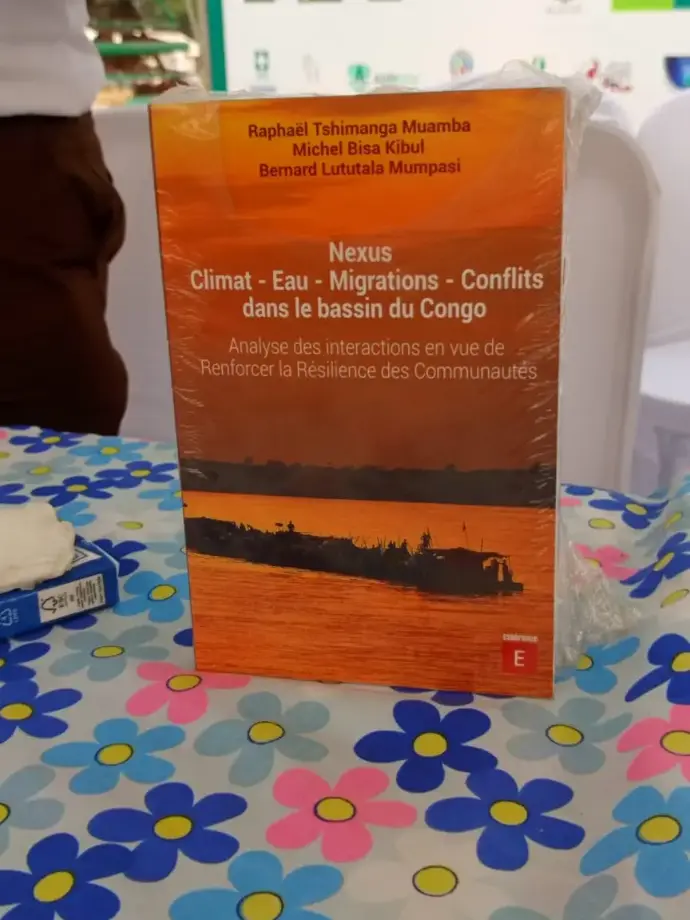 Raphaël Tshimanga Muamba
Michel Bisa Kibul
Bernard Lututala Mumpasi
Nexus
Climat - Eau - Migrations - Conflits
dans le bassin du Congo
Analyse des interactions en vue de
Renforcer la Résilience des Communautés
E